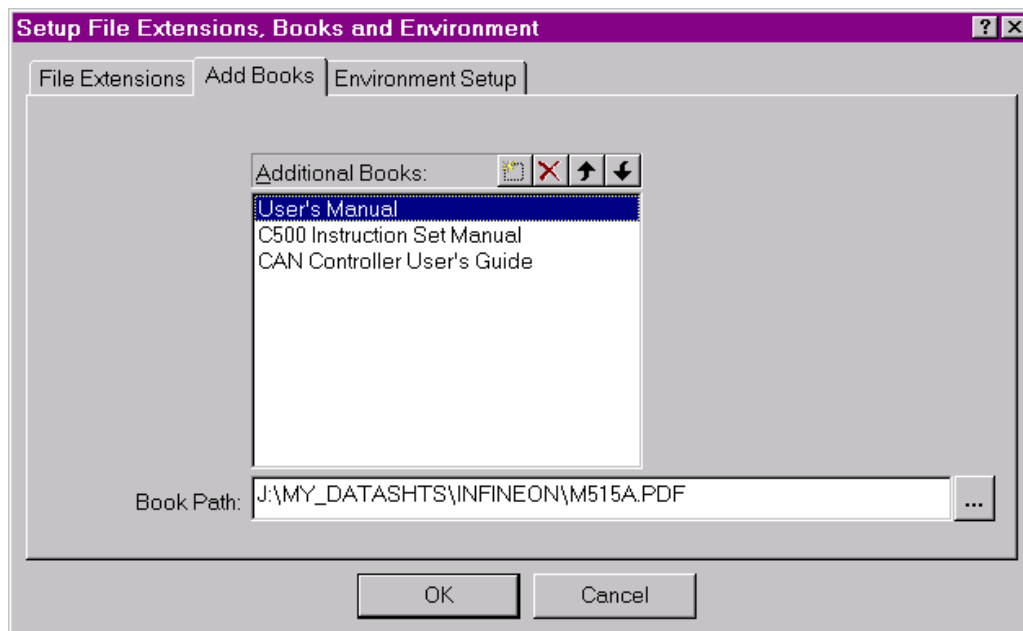 Setup File Extensions, Books and Environment
File Extensions Add Books Environment Setup
Additional Books:
User's Manual
C500 Instruction Set Manual
CAN Controller User's Guide
Book Path: J:\MY_DATASHTS\INFINEON\M515A.PDF ...
OK Cancel